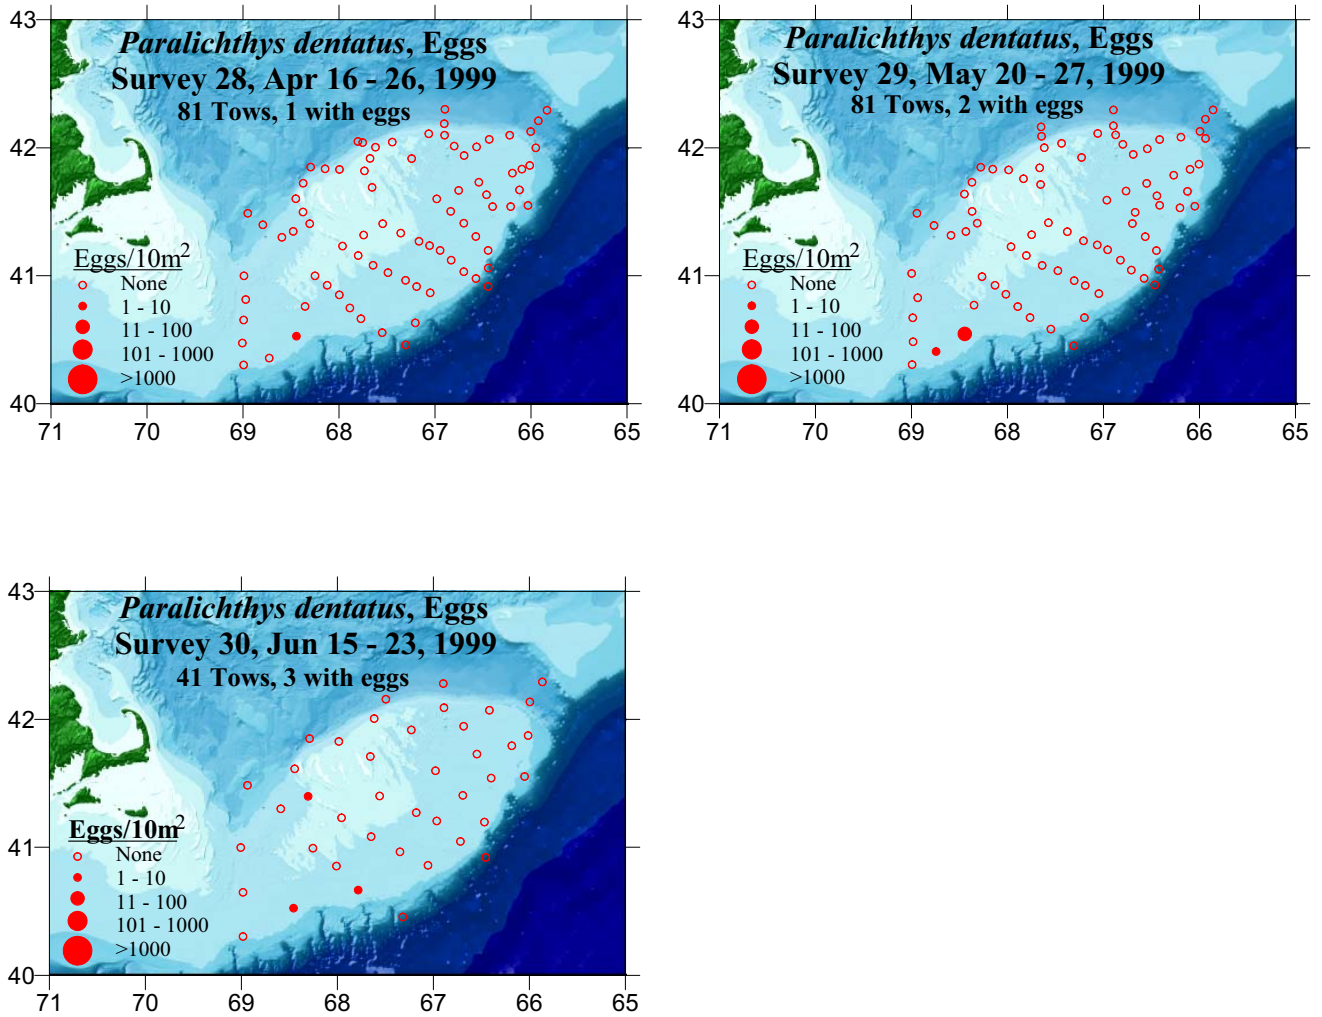 Paralichthys dentatus, Eggs
Survey 28, Apr 16 - 26, 1999
81 Tows, 1 with eggs
43
42
41
40
Eggs/10m²
None
1 - 10
11 - 100
101 - 1000
>1000
71 70 69 68 67 66 65
Paralichthys dentatus, Eggs
Survey 29, May 20 - 27, 1999
81 Tows, 2 with eggs
43
42
41
40
Eggs/10m²
None
1 - 10
11 - 100
101 - 1000
>1000
71 70 69 68 67 66 65
Paralichthys dentatus, Eggs
Survey 30, Jun 15 - 23, 1999
41 Tows, 3 with eggs
43
42
41
40
Eggs/10m²
None
1 - 10
11 - 100
101 - 1000
>1000
71 70 69 68 67 66 65